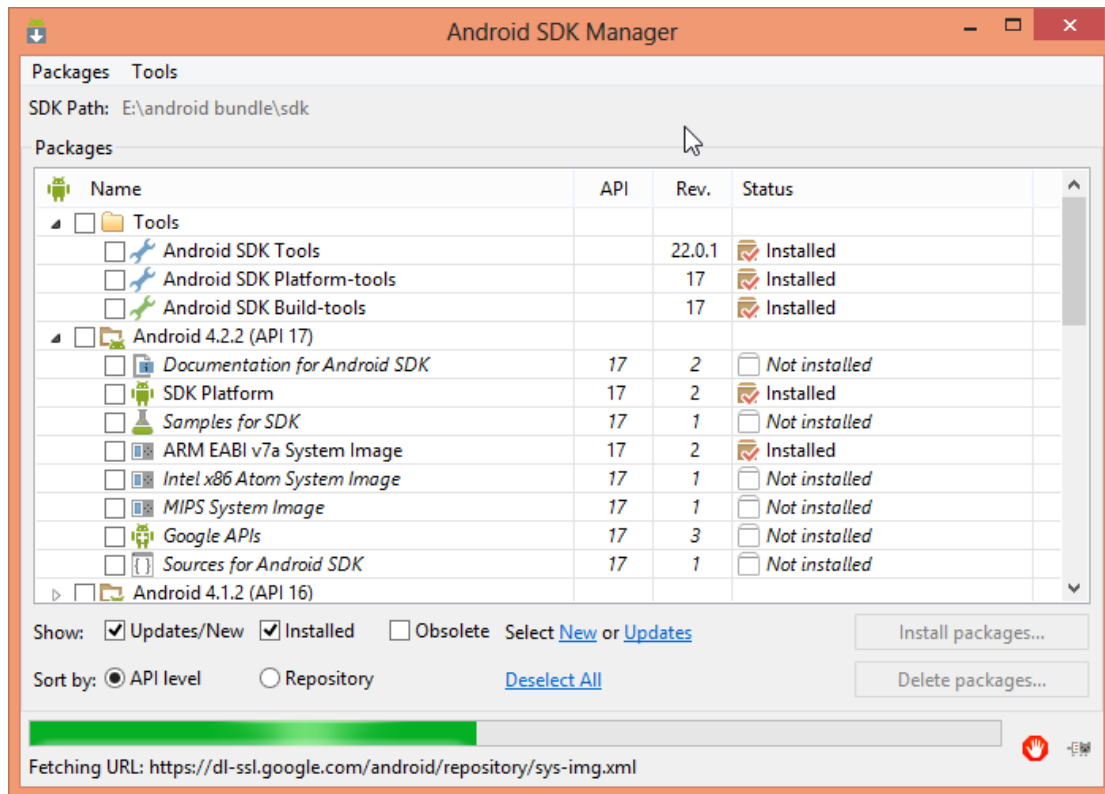 Android SDK Manager
Packages Tools
SDK Path: E:\android bundle\sdk
Packages
Name API Rev. Status
Tools
Android SDK Tools 22.0.1 Installed
Android SDK Platform-tools 17 Installed
Android SDK Build-tools 17 Installed
Android 4.2.2 (API 17)
Documentation for Android SDK 17 2 Not installed
SDK Platform 17 2 Installed
Samples for SDK 17 1 Not installed
ARM EABI v7a System Image 17 2 Installed
Intel x86 Atom System Image 17 1 Not installed
MIPS System Image 17 1 Not installed
Google APIs 17 3 Not installed
Sources for Android SDK 17 1 Not installed
Android 4.1.2 (API 16)
Show: Updates/New Installed Obsolete Select New or Updates Install packages...
Sort by: API level Repository Deselect All Delete packages...
Fetching URL: https://dl-ssl.google.com/android/repository/sys-img.xml